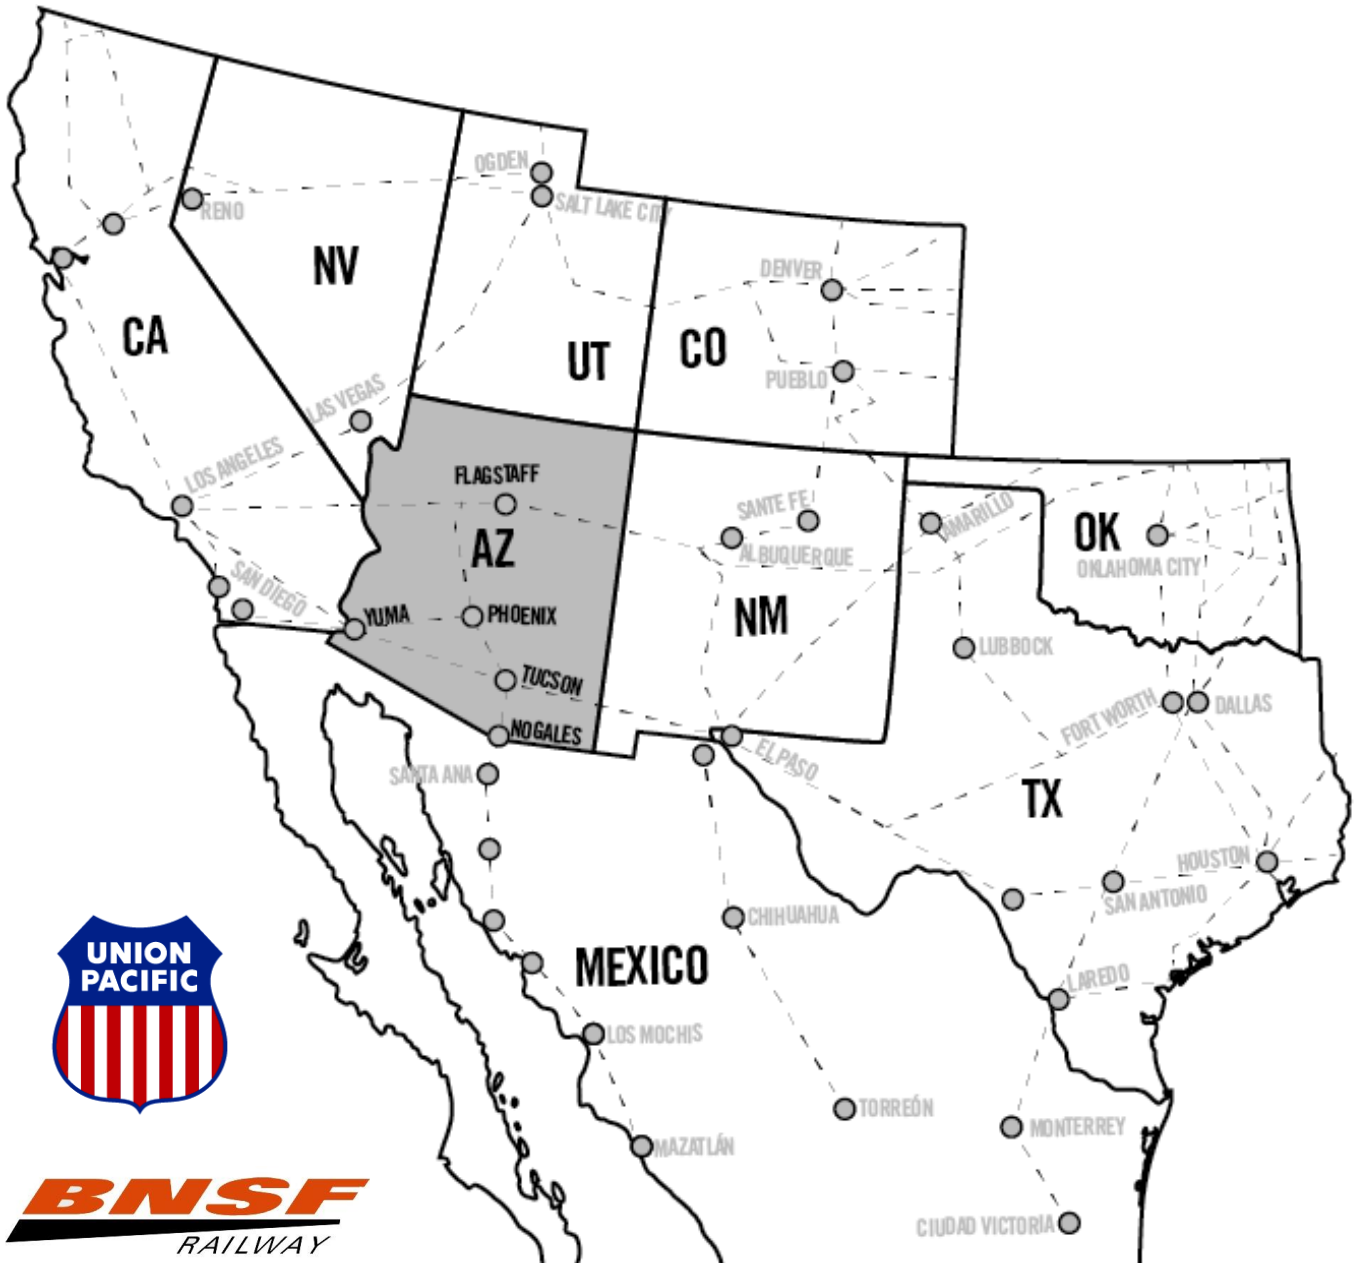 OGDEN
SALT LAKE CITY
RENO
NV
DENVER
CA
UT
CO
PUEBLO
LAS VEGAS
LOS ANGELES
FLAGSTAFF
SANTE FE
AMARILLO
AZ
ALBUQUERQUE
OK
ONLAHOMA CITY
SAN DIEGO
YUMA
PHOENIX
NM
LUBBOCK
TUCSON
NOGALES
FORT WORTH
DALLAS
EL PASO
SANTA ANA
TX
HOUSTON
SAN ANTONIO
CHIHUAHUA
MEXICO
LAREDO
UNION
PACIFIC
LOS MOCHIS
TORREÓN
MONTERREY
MAZATLÁN
CIUDAD VICTORIA
BNSF
RAILWAY